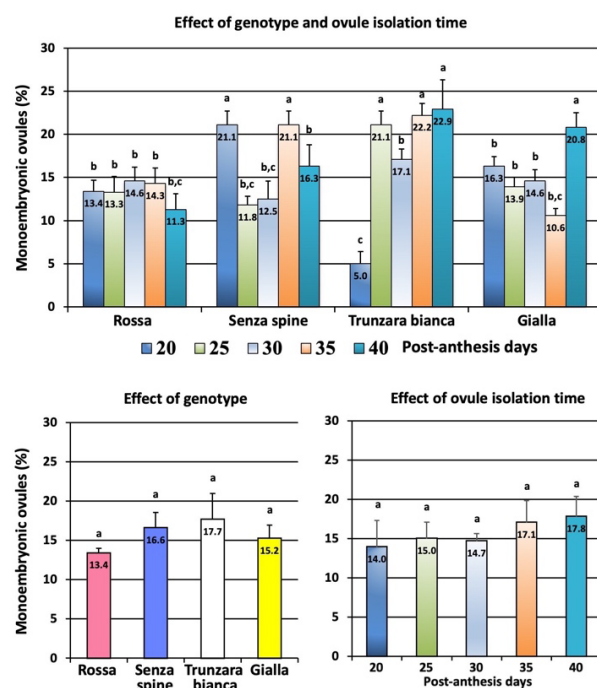 Effect of genotype and ovule isolation time
Monoembryonic ovules (%)
30
25
20
15
10
5
0
b b b b b,c
13.4 13.3 14.6 14.3 11.3
a b,c b,c a b
21.1 11.8 12.5 21.1 16.3
c a b a a
5.0 21.1 17.1 22.2 22.9
b b b b,c a
16.3 13.9 14.6 10.6 20.8
Rossa Senza spine Trunzara bianca Gialla
20 25 30 35 40 Post-anthesis days
Effect of genotype
Monoembryonic ovules (%)
30
25
20
15
10
5
0
a a a a
13.4 16.6 17.7 15.2
Rossa Senza spine Trunzara bianca Gialla
Effect of ovule isolation time
30
25
20
15
10
5
0
a a a a a
14.0 15.0 14.7 17.1 17.8
20 25 30 35 40
Post-anthesis days